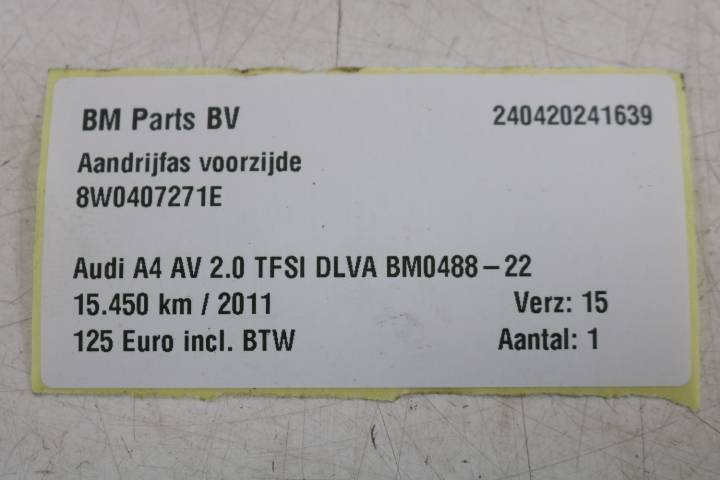 BM Parts BV 240420241639
Aandrijfas voorzijde
8W0407271E
Audi A4 AV 2.0 TFSI DLVA BM0488-22
15.450 km / 2011 Verz: 15
125 Euro incl. BTW Aantal: 1